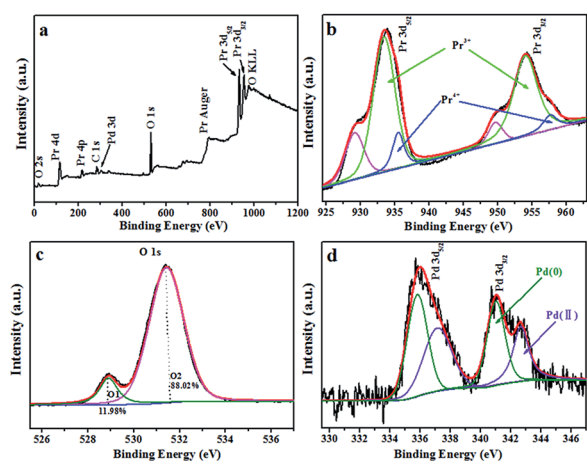 a
Pr 3d5/2
Pr 3d3/2
O KLL
O 2s
Pr 4d
Pr 4p
C 1s
Pd 3d
O 1s
Pr Auger
Intensity (a.u.)
0 200 400 600 800 1000 1200
Binding Energy (eV)
b
Pr 3d5/2
Pr 3d3/2
Pr3+
Pr4+
Intensity (a.u.)
925 930 935 940 945 950 955 960
Binding Energy (eV)
c
O 1s
O1
11.98%
O2
88.02%
Intensity (a.u.)
526 528 530 532 534 536
Binding Energy (eV)
d
Pd 3d5/2
Pd 3d3/2
Pd(0)
Pd(Ⅱ)
Intensity (a.u.)
330 332 334 336 338 340 342 344 346
Binding Energy (eV)